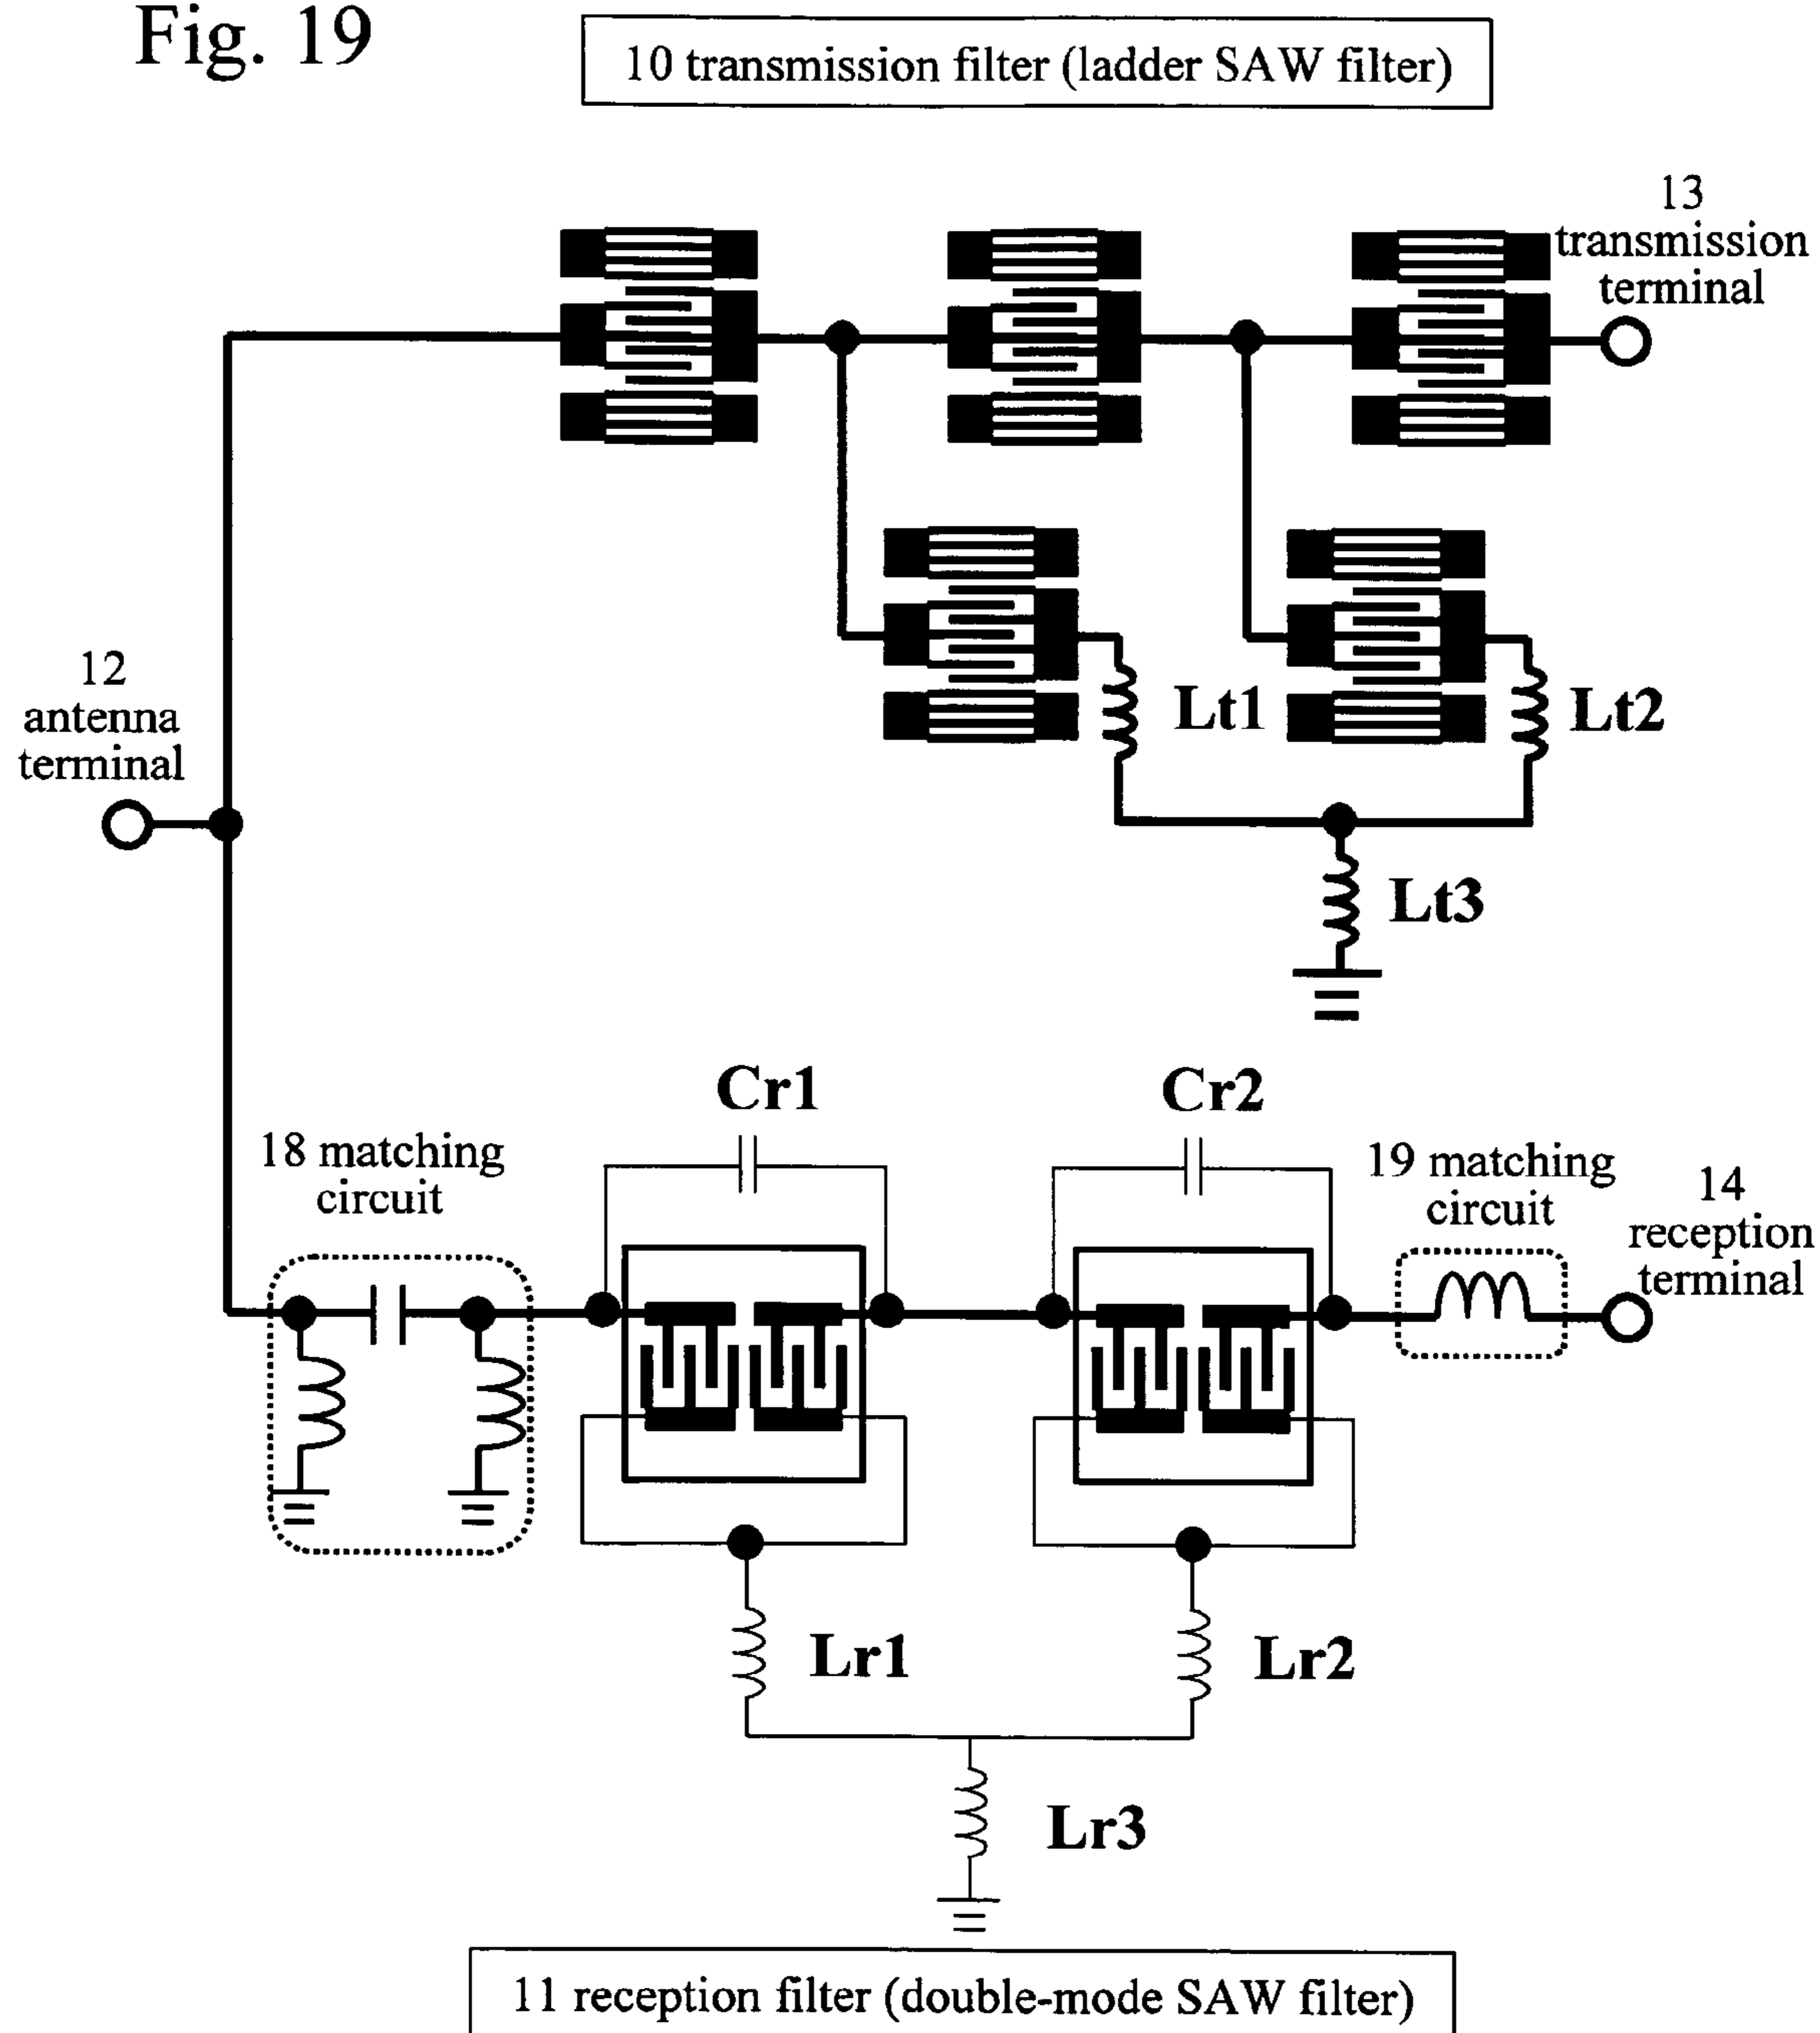 Fig. 19
10 transmission filter (ladder SAW filter)
13
transmission
terminal
Lt1
Lt2
12
antenna
terminal
Lt3
Cr1
Cr2
18 matching
circuit
19 matching
circuit
14
reception
terminal
Lr1
Lr2
Lr3
11 reception filter (double-mode SAW filter)